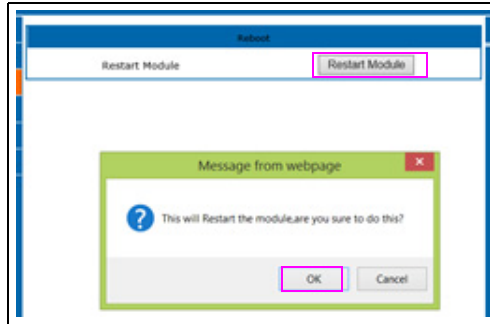 Reboot
Restart Module Restart Module
Message from webpage
This will Restart the module,are you sure to do this?
OK Cancel